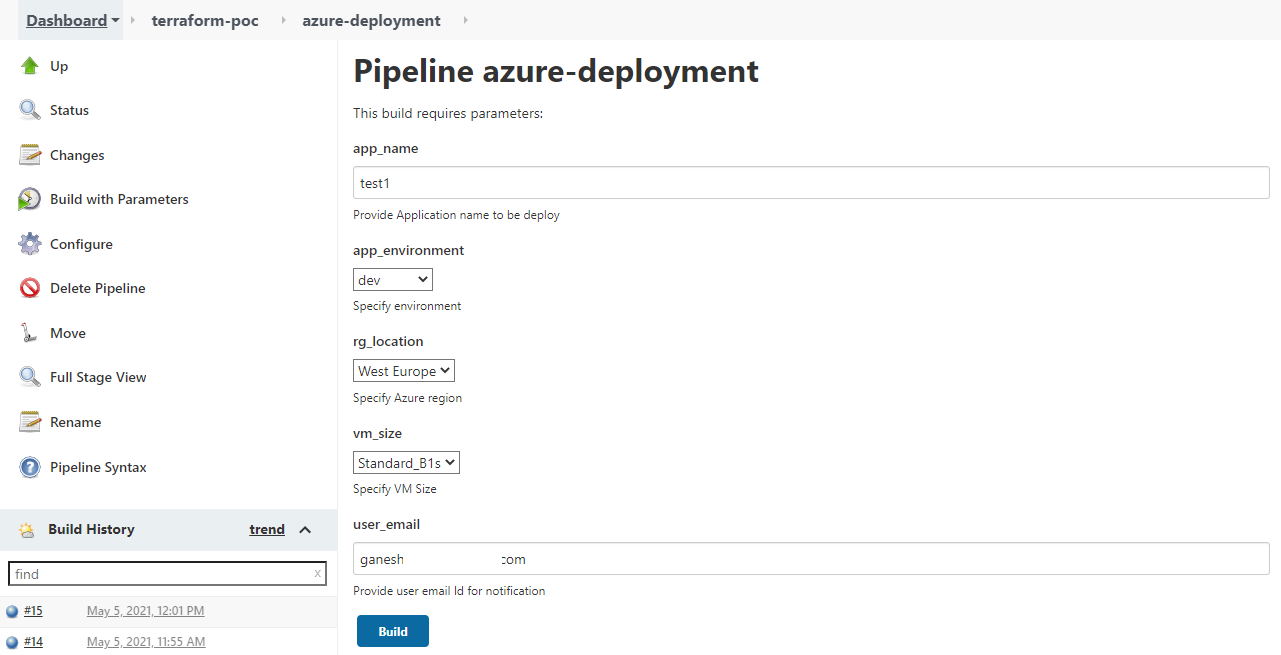 Dashboard terraform-poc azure-deployment
Up
Status
Changes
Build with Parameters
Configure
Delete Pipeline
Move
Full Stage View
Rename
Pipeline Syntax
Build History trend
find x
#15 May 5, 2021, 12:01 PM
#14 May 5, 2021, 11:55 AM
Pipeline azure-deployment
This build requires parameters:
app_name
test1
Provide Application name to be deploy
app_environment
dev
Specify environment
rg_location
West Europe
Specify Azure region
vm_size
Standard_B1s
Specify VM Size
user_email
ganesh com
Provide user email Id for notification
Build